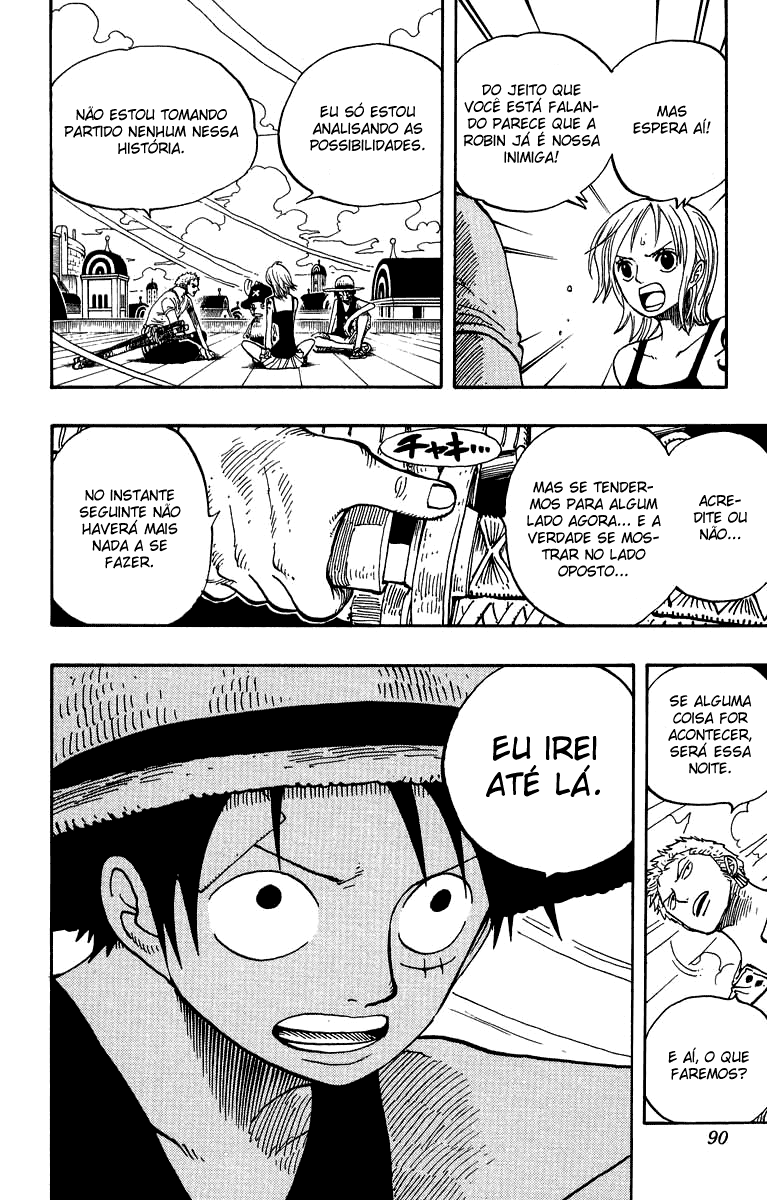 MAS
ESPERA AÍ!
DO JEITO QUE
VOCÊ ESTÁ FALAN-
DO PARECE QUE A
ROBIN JÁ É NOSSA
INIMIGA!
EU SÓ ESTOU
ANALISANDO AS
POSSIBILIDADES.
NÃO ESTOU TOMANDO
PARTIDO NENHUM NESSA
HISTÓRIA.
ACRE-
DITE OU
NÃO...
MAS SE TENDER-
MOS PARA ALGUM
LADO AGORA... E A
VERDADE SE MOS-
TRAR NO LADO
OPOSTO...
チャキ…
NO INSTANTE
SEGUINTE NÃO
HAVERÁ MAIS
NADA A SE
FAZER.
SE ALGUMA
COISA FOR
ACONTECER,
SERÁ ESSA
NOITE.
E AÍ, O QUE
FAREMOS?
EU IREI
ATÉ LÁ.
90